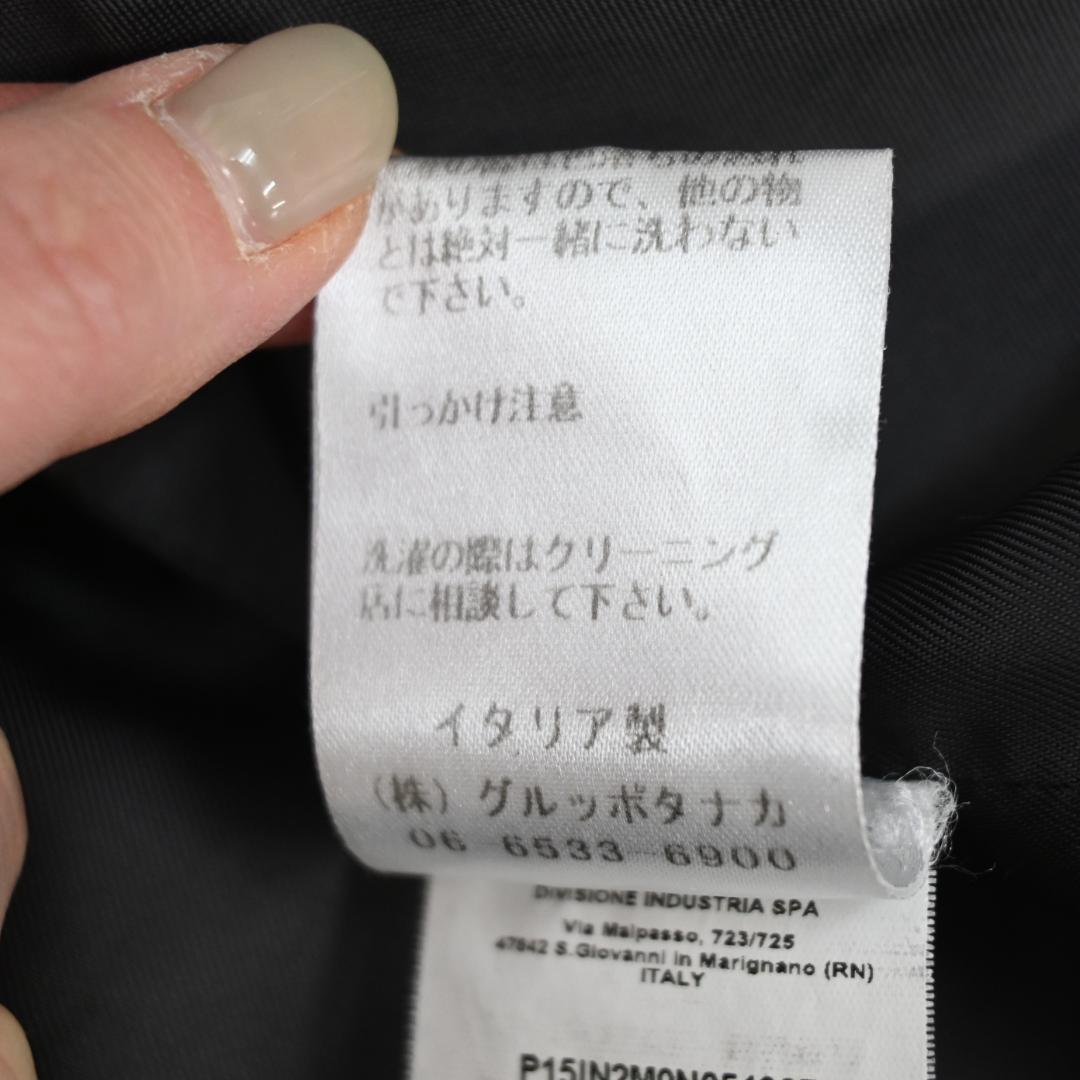 がありますので、他の物
とは絶対一緒に洗わない
で下さい。
引っかけ注意
洗濯の際はクリーニング
店に相談して下さい。
イタリア製
(株) グルッポタナカ
06-6533-6900
DIVISIONE INDUSTRIA SPA
Via Malpasso, 723/725
47842 S.Giovanni in Marignano (RN)
ITALY